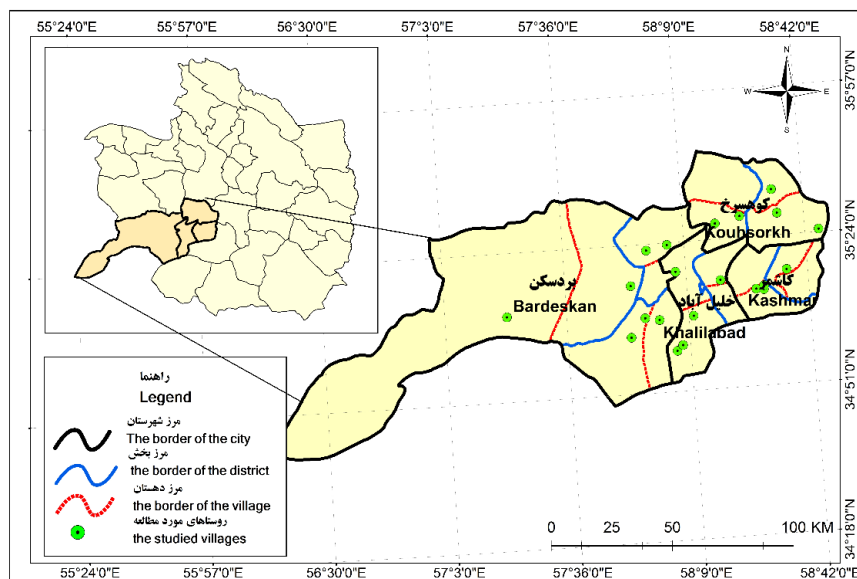 55°24'0"E 55°57'0"E 56°30'0"E 57°3'0"E 57°36'0"E 58°9'0"E 58°42'0"E
35°57'0"N
N
W E
S
کوهسرخ
Kouhsorkh
35°24'0"N
بردسکن
Bardeskan
کاشمر
Kashmar
خلیل آباد
Khalilabad
34°51'0"N
راهنما
Legend
مرز شهرستان
The border of the city
مرز بخش
the border of the district
مرز دهستان
the border of the village
روستاهای مورد مطالعه
the studied villages
0 25 50 100 KM
34°18'0"N
55°24'0"E 55°57'0"E 56°30'0"E 57°3'0"E 57°36'0"E 58°9'0"E 58°42'0"E